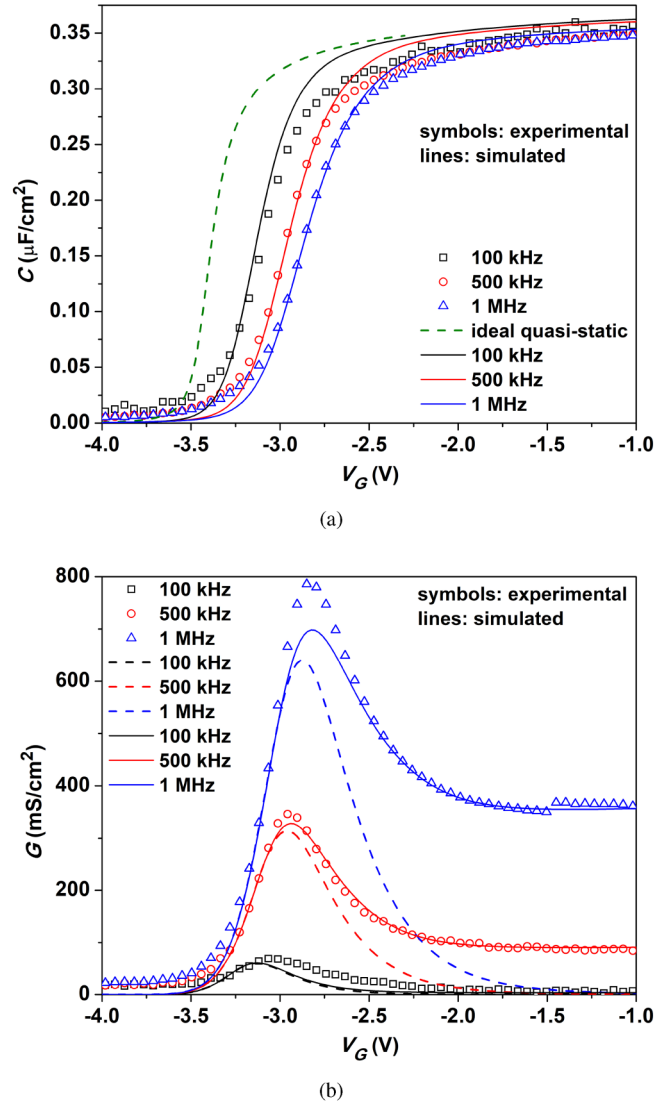 0.35
0.30
0.25
0.20
0.15
0.10
0.05
0.00
C (μF/cm²)
symbols: experimental
lines: simulated
100 kHz
500 kHz
1 MHz
ideal quasi-static
100 kHz
500 kHz
1 MHz
-4.0 -3.5 -3.0 -2.5 -2.0 -1.5 -1.0
V_G (V)
(a)
800
600
400
200
0
G (mS/cm²)
100 kHz
500 kHz
1 MHz
100 kHz
500 kHz
1 MHz
100 kHz
500 kHz
1 MHz
symbols: experimental
lines: simulated
-4.0 -3.5 -3.0 -2.5 -2.0 -1.5 -1.0
V_G (V)
(b)